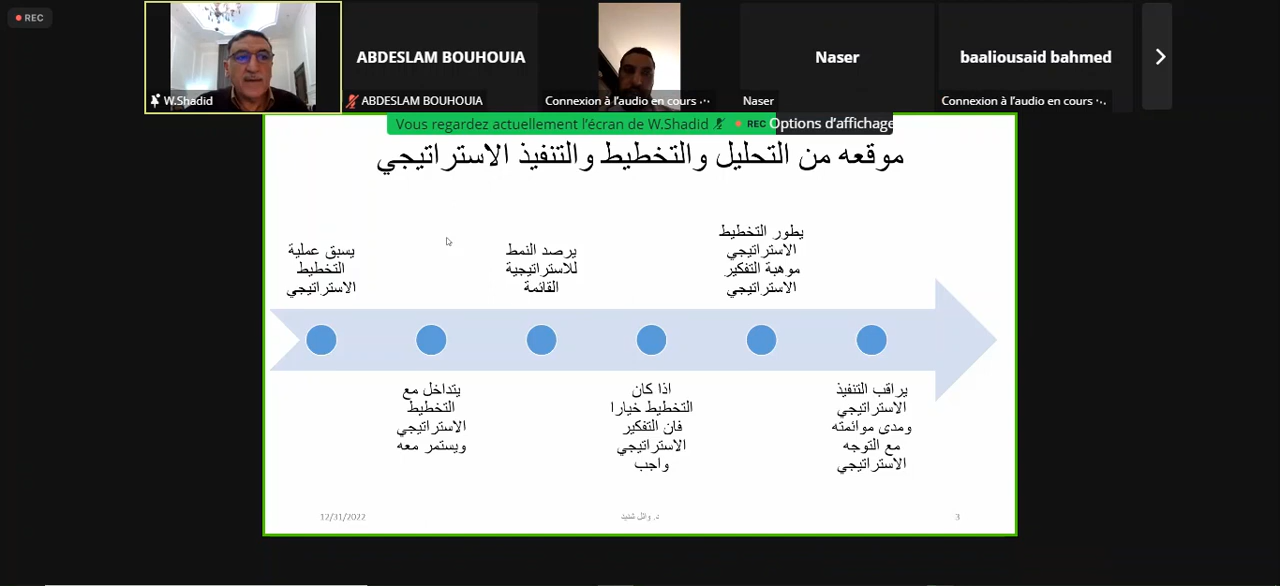 REC
ABDESLAM BOUHOUIA
Naser
baaliousaid bahmed
W.Shadid
ABDESLAM BOUHOUIA
Connexion à l'audio en cours ···
Naser
Connexion à l'audio en cours ···
Vous regardez actuellement l'écran de W.Shadid
REC
Options d'affichage
موقعه من التحليل والتخطيط والتنفيذ الاستراتيجي
يسبق عملية
التخطيط
الاستراتيجي
يتداخل مع
التخطيط
الاستراتيجي
ويستمر معه
يرصد النمط
للاستراتيجية
القائمة
اذا كان
التخطيط خيارا
فان التفكير
الاستراتيجي
واجب
يطور التخطيط
الاستراتيجي
موهبة التفكير
الاستراتيجي
يراقب التنفيذ
الاستراتيجي
ومدى موائمته
مع التوجه
الاستراتيجي
12/31/2022
د. وائل شديد
3